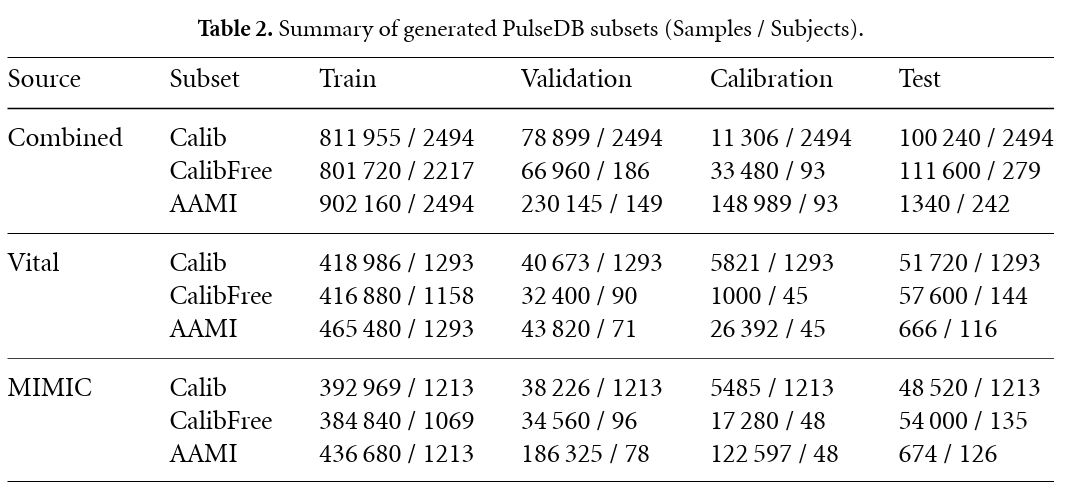 Table 2. Summary of generated PulseDB subsets (Samples / Subjects).
Source Subset Train Validation Calibration Test
Combined Calib 811 955 / 2494 78 899 / 2494 11 306 / 2494 100 240 / 2494
CalibFree 801 720 / 2217 66 960 / 186 33 480 / 93 111 600 / 279
AAMI 902 160 / 2494 230 145 / 149 148 989 / 93 1340 / 242
Vital Calib 418 986 / 1293 40 673 / 1293 5821 / 1293 51 720 / 1293
CalibFree 416 880 / 1158 32 400 / 90 1000 / 45 57 600 / 144
AAMI 465 480 / 1293 43 820 / 71 26 392 / 45 666 / 116
MIMIC Calib 392 969 / 1213 38 226 / 1213 5485 / 1213 48 520 / 1213
CalibFree 384 840 / 1069 34 560 / 96 17 280 / 48 54 000 / 135
AAMI 436 680 / 1213 186 325 / 78 122 597 / 48 674 / 126